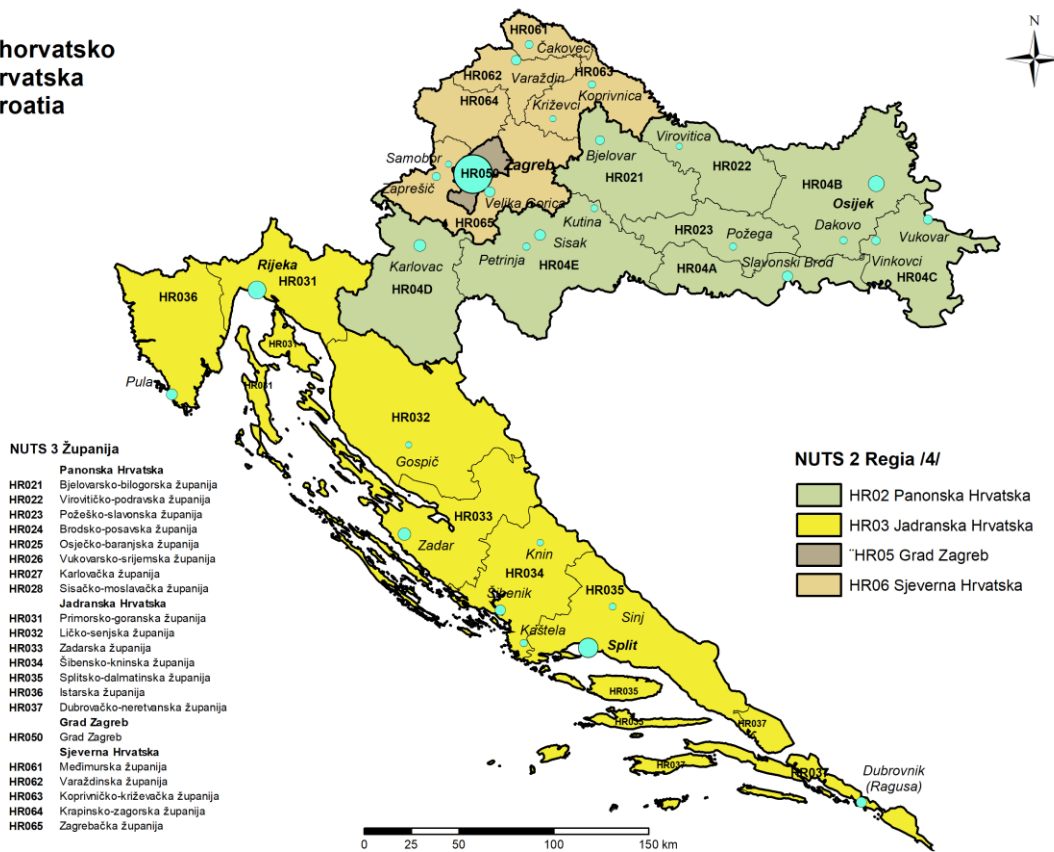 horvatsko
rvatska
roatia
N
HR061
Čakovec
HR062
Varaždin
HR063
Koprivnica
HR064
Križevci
Samobor
Zagreb
HR050
Zaprešič
Velika Gorica
HR065
Bjelovar
HR021
Virovitica
HR022
HR04B
Osijek
Kutina
HR023
Požega
Dakovo
Vukovar
Sisak
Petrinja
HR04E
HR04A
Slavonski Brod
Vinkovci
HR04C
Karlovac
HR04D
Rijeka
HR031
HR036
HR031
HR031
Pula
HR032
Gospič
HR033
Zadar
Knin
HR034
Šibenik
HR035
Sinj
Kaštela
Split
HR035
HR035
HR037
HR037
HR037
Dubrovnik
(Ragusa)
NUTS 3 Županija
Panonska Hrvatska
HR021 Bjelovarsko-bilogorska županija
HR022 Virovitičko-podravska županija
HR023 Požeško-slavonska županija
HR024 Brodsko-posavska županija
HR025 Osječko-baranjska županija
HR026 Vukovarsko-srijemska županija
HR027 Karlovačka županija
HR028 Sisačko-moslavačka županija
Jadranska Hrvatska
HR031 Primorsko-goranska županija
HR032 Ličko-senjska županija
HR033 Zadarska županija
HR034 Šibensko-kninska županija
HR035 Splitsko-dalmatinska županija
HR036 Istarska županija
HR037 Dubrovačko-neretvanska županija
Grad Zagreb
HR050 Grad Zagreb
Sjeverna Hrvatska
HR061 Međimurska županija
HR062 Varaždinska županija
HR063 Koprivničko-križevačka županija
HR064 Krapinsko-zagorska županija
HR065 Zagrebačka županija
NUTS 2 Regia /4/
HR02 Panonska Hrvatska
HR03 Jadranska Hrvatska
¨HR05 Grad Zagreb
HR06 Sjeverna Hrvatska
0 25 50 100 150 km